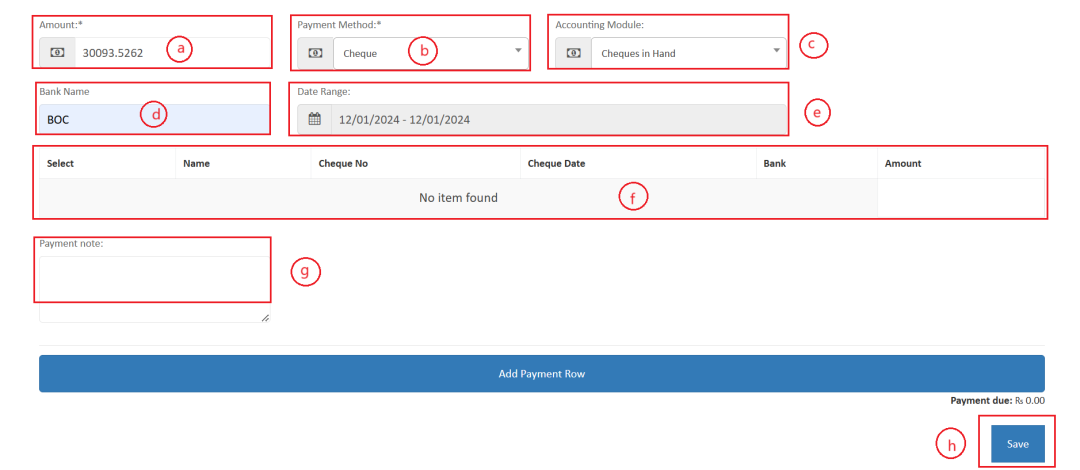 Amount:* Payment Method:* Accounting Module:
30093.5262 a Cheque b Cheques in Hand c
Bank Name Date Range:
BOC d 12/01/2024 - 12/01/2024 e
Select Name Cheque No Cheque Date Bank Amount
No item found f
Payment note:
g
Add Payment Row
Payment due: ₨ 0.00
h Save